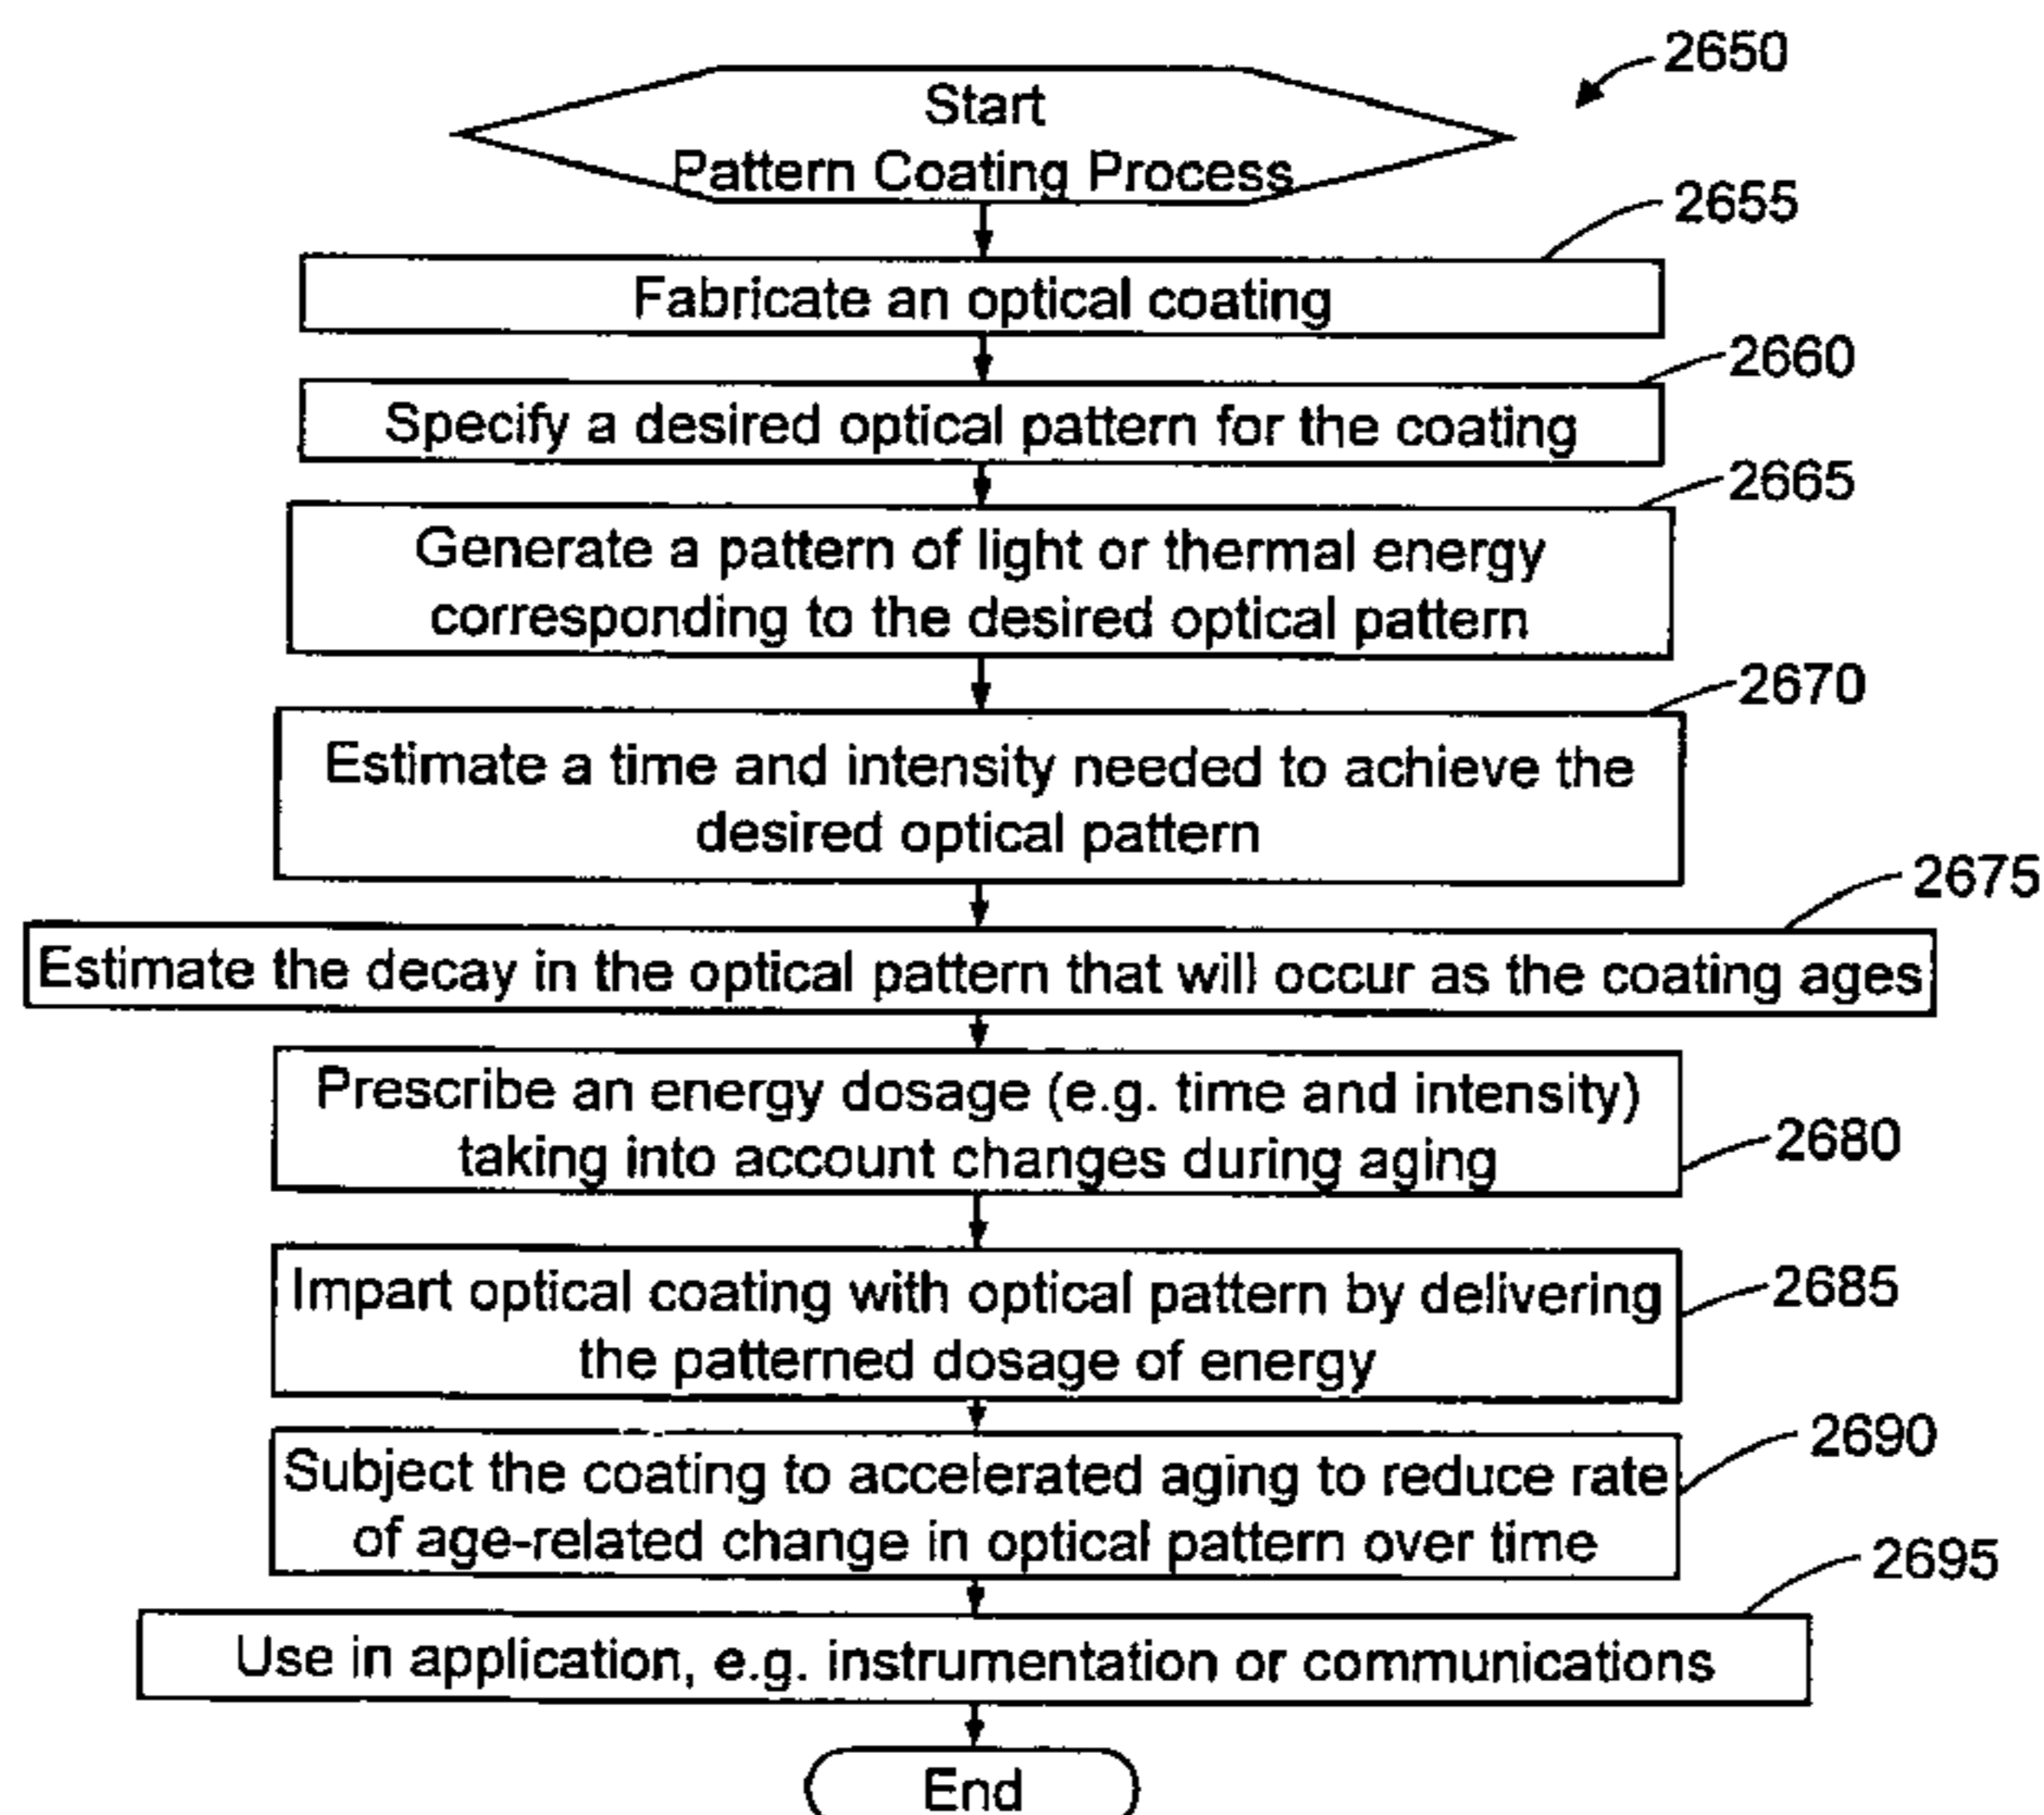 2650
Start
Pattern Coating Process
2655
Fabricate an optical coating
2660
Specify a desired optical pattern for the coating
2665
Generate a pattern of light or thermal energy
corresponding to the desired optical pattern
2670
Estimate a time and intensity needed to achieve the
desired optical pattern
2675
Estimate the decay in the optical pattern that will occur as the coating ages
Prescribe an energy dosage (e.g. time and intensity)
taking into account changes during aging
2680
Impart optical coating with optical pattern by delivering
the patterned dosage of energy
2685
2690
Subject the coating to accelerated aging to reduce rate
of age-related change in optical pattern over time
2695
Use in application, e.g. instrumentation or communications
End